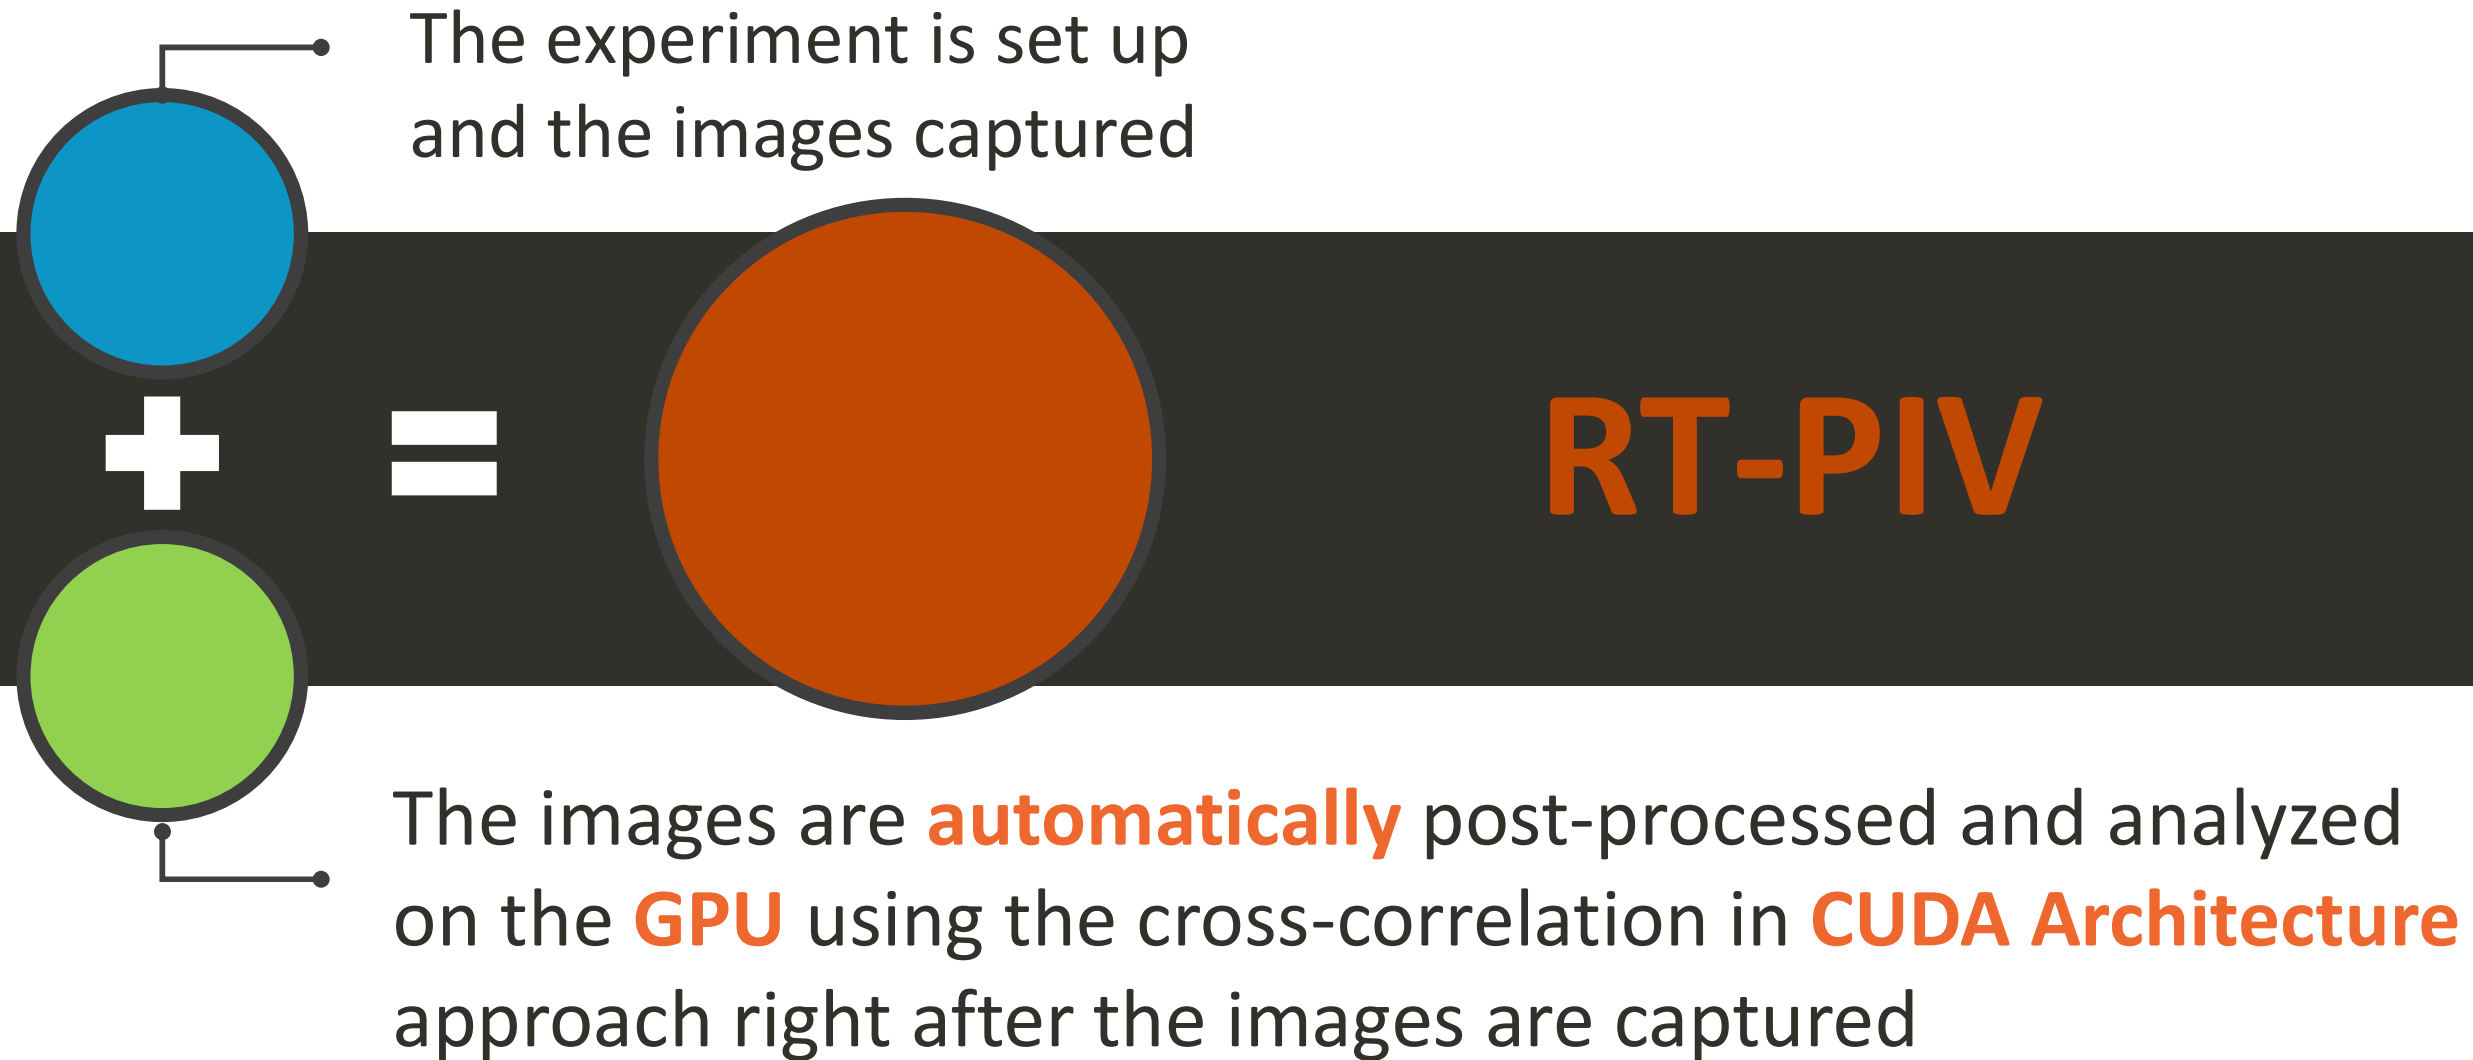 The experiment is set up
and the images captured
RT-PIV
The images are automatically post-processed and analyzed
on the GPU using the cross-correlation in CUDA Architecture
approach right after the images are captured